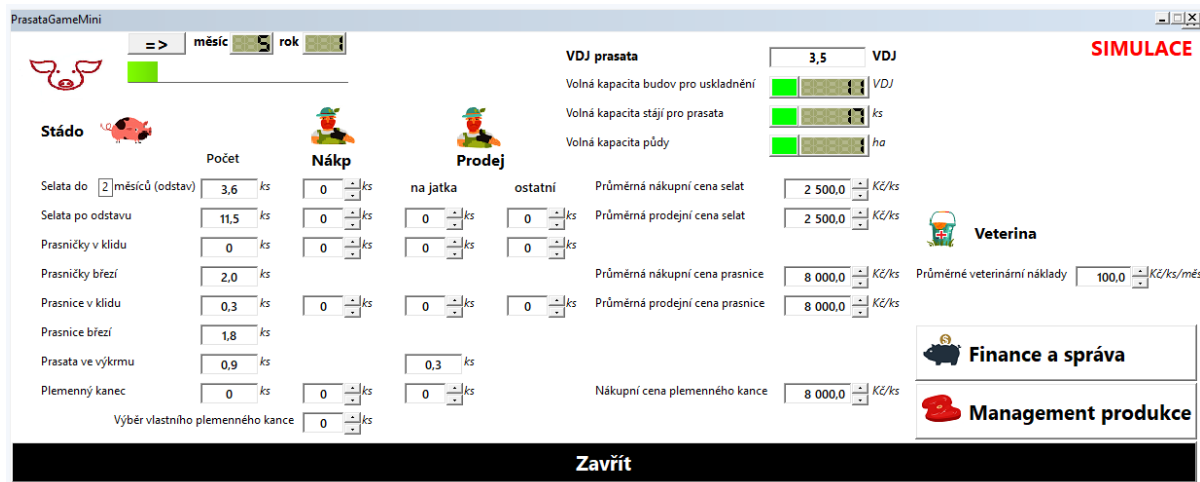 PrasataGameMini
=> měsíc 5 rok 1
SIMULACE
VDJ prasata 3,5 VDJ
Volná kapacita budov pro uskladnění 11 VDJ
Volná kapacita stájí pro prasata 17 ks
Volná kapacita půdy 1 ha
Stádo
Počet Nákp Prodej
Selata do 2 měsíců (odstav) 3,6 ks 0 ks na jatka ostatní Průměrná nákupní cena selat 2 500,0 Kč/ks
Selata po odstavu 11,5 ks 0 ks 0 ks 0 ks Průměrná prodejní cena selat 2 500,0 Kč/ks
Veterina
Prasničky v klidu 0 ks 0 ks 0 ks 0 ks
Prasničky březí 2,0 ks Průměrná nákupní cena prasnice 8 000,0 Kč/ks Průměrné veterinární náklady 100,0 Kč/ks/měs
Prasnice v klidu 0,3 ks 0 ks 0 ks 0 ks Průměrná prodejní cena prasnice 8 000,0 Kč/ks
Prasnice březí 1,8 ks
Finance a správa
Prasata ve výkrmu 0,9 ks 0,3 ks
Plemenný kanec 0 ks 0 ks 0 ks Nákupní cena plemenného kance 8 000,0 Kč/ks
Management produkce
Výběr vlastního plemenného kance 0 ks
Zavřít